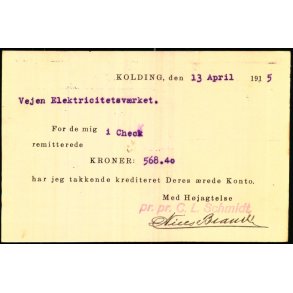 KOLDING, den 13 April 1915
Vejen Elektricitetsværket.
For de mig i Check
remitterede
KRONER: 568.40
har jeg takkende krediteret Deres ærede Konto.
Med Højagtelse
pr. pr. C. L. Schmidt